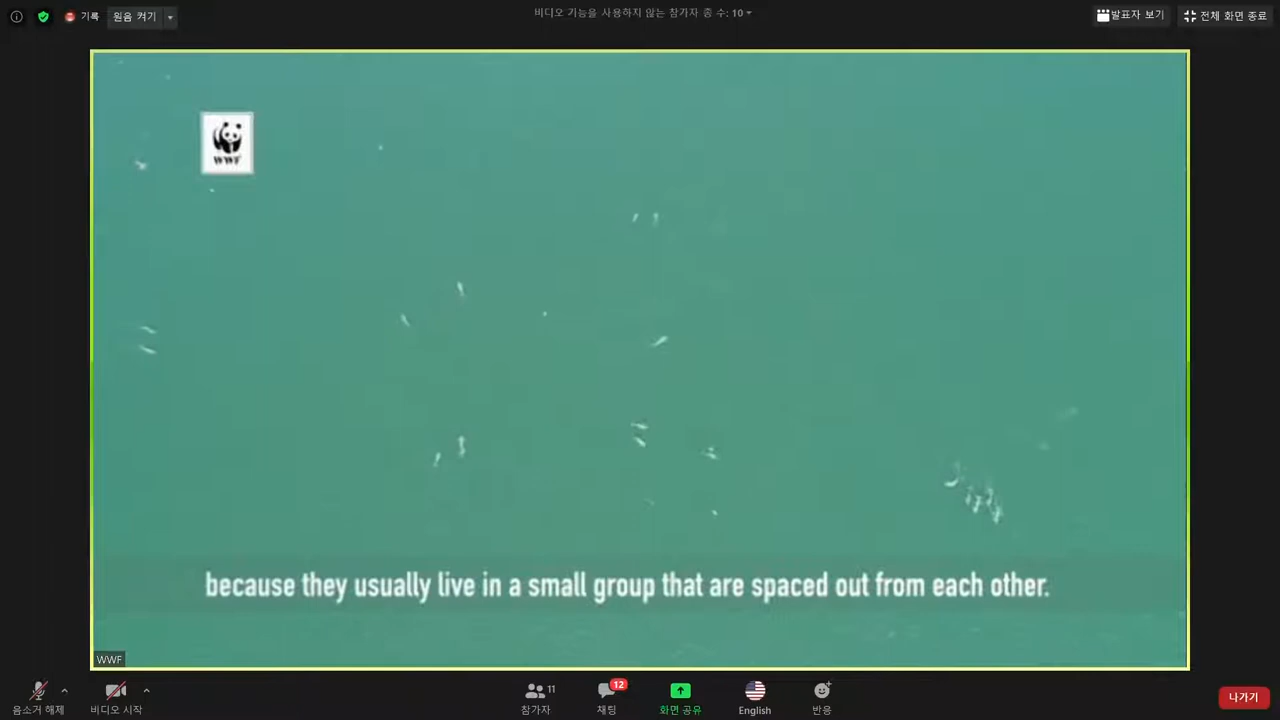 기록
원음 켜기
비디오 기능을 사용하지 않는 참가자 총 수: 10
발표자 보기
전체 화면 종료
WWF
because they usually live in a small group that are spaced out from each other.
WWF
음소거 해제
비디오 시작
11
참가자
12
채팅
화면 공유
English
반응
나가기